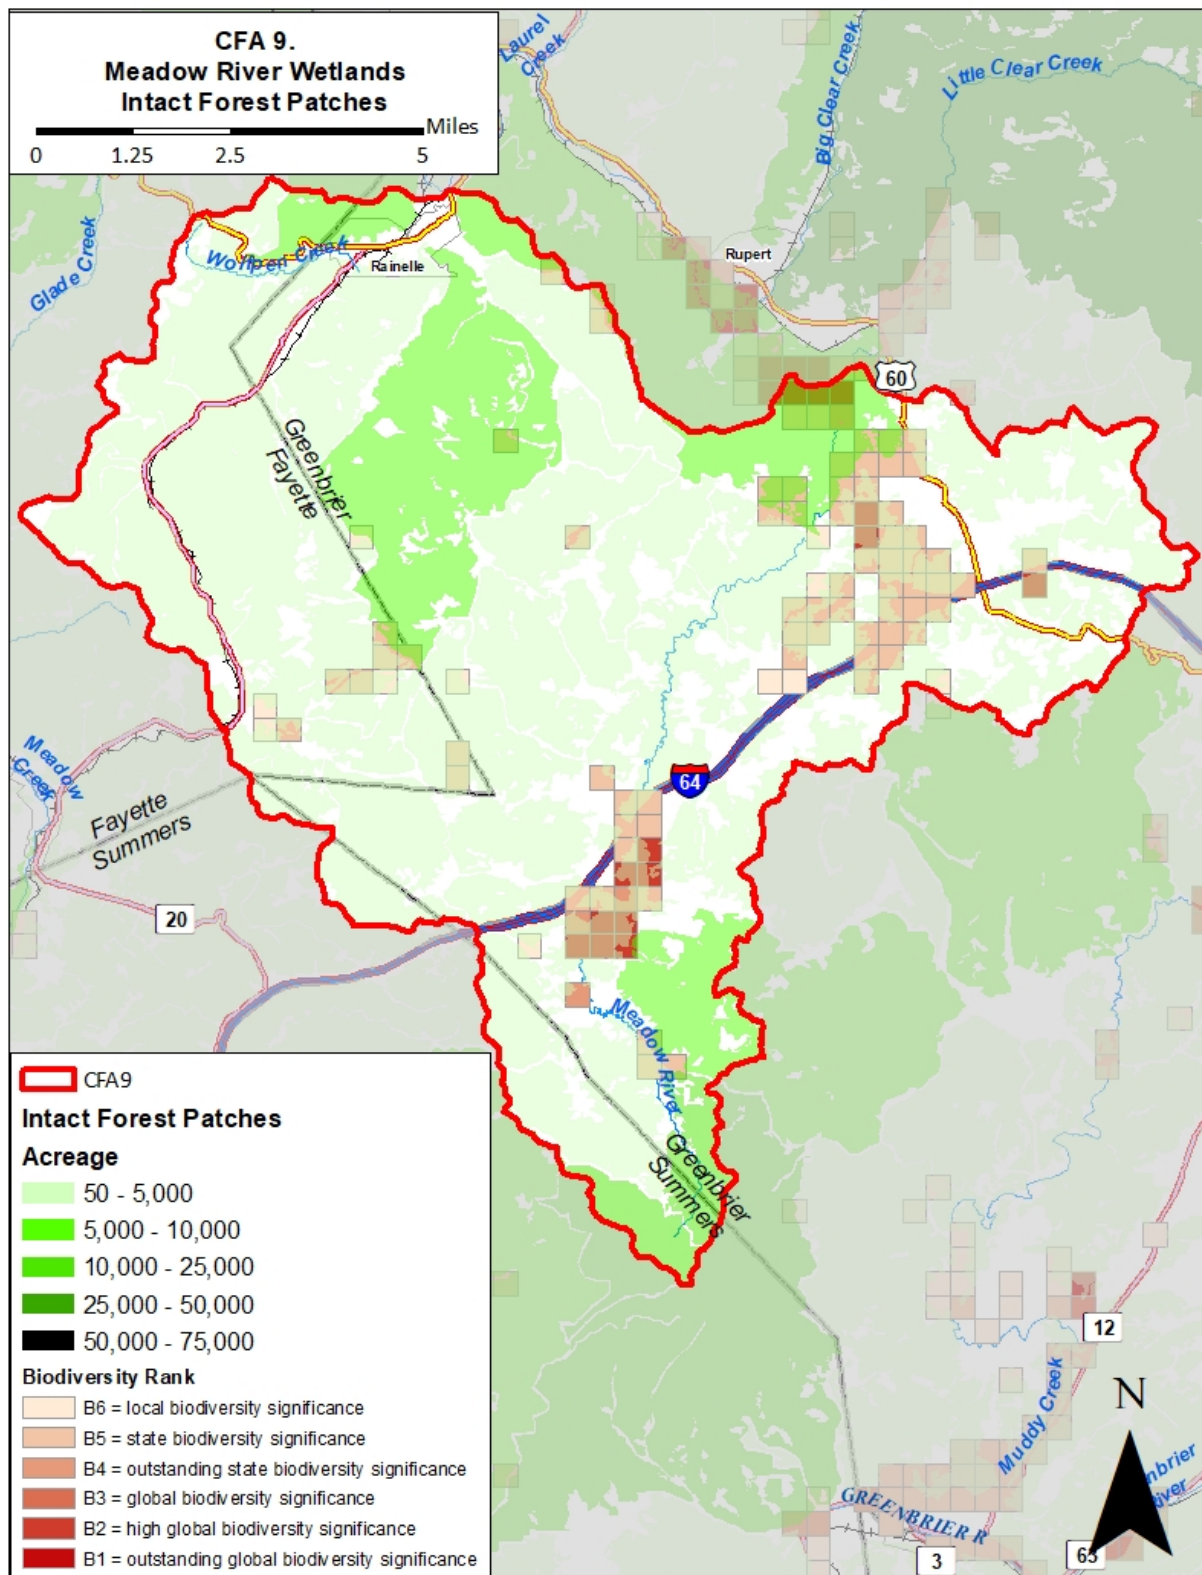 CFA 9.
Meadow River Wetlands
Intact Forest Patches
Miles
0 1.25 2.5 5
Laurel
Creek
Big Clear Creek
Little Clear Creek
Glade Creek
Wolfpen Creek
Rainelle
Rupert
60
Greenbrier
Fayette
64
Meadow
Creek
Fayette
Summers
20
Meadow River
Greenbrier
Summers
CFA9
Intact Forest Patches
Acreage
50 - 5,000
5,000 - 10,000
10,000 - 25,000
25,000 - 50,000
50,000 - 75,000
Biodiversity Rank
B6 = local biodiversity significance
B5 = state biodiversity significance
B4 = outstanding state biodiversity significance
B3 = global biodiversity significance
B2 = high global biodiversity significance
B1 = outstanding global biodiversity significance
12
N
Muddy Creek
GREENBRIER R
nbrier
River
3
63